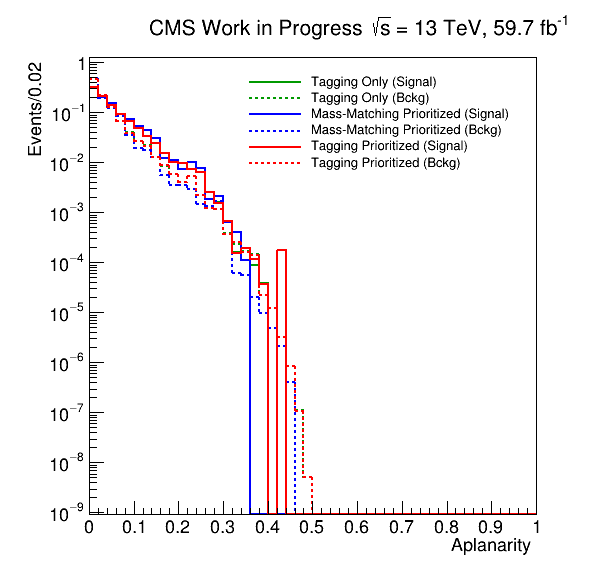 CMS Work in Progress √s = 13 TeV, 59.7 fb⁻¹
Events/0.02
1
10⁻¹
10⁻²
10⁻³
10⁻⁴
10⁻⁵
10⁻⁶
10⁻⁷
10⁻⁸
10⁻⁹
Tagging Only (Signal)
Tagging Only (Bckg)
Mass-Matching Prioritized (Signal)
Mass-Matching Prioritized (Bckg)
Tagging Prioritized (Signal)
Tagging Prioritized (Bckg)
0 0.1 0.2 0.3 0.4 0.5 0.6 0.7 0.8 0.9 1
Aplanarity